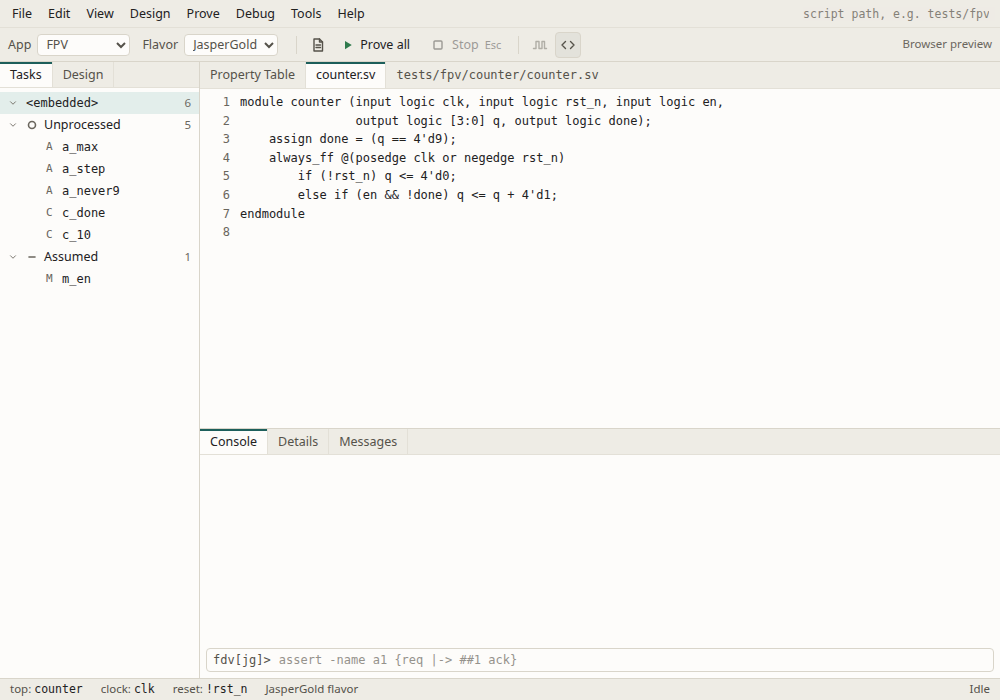 File Edit View Design Prove Debug Tools Help script path, e.g. tests/fpv
App FPV Flavor JasperGold Prove all Stop Esc Browser preview
Tasks Design
<embedded> 6
Unprocessed 5
A a_max
A a_step
A a_never9
C c_done
C c_10
Assumed 1
M m_en
Property Table counter.sv tests/fpv/counter/counter.sv
1 module counter (input logic clk, input logic rst_n, input logic en,
2                 output logic [3:0] q, output logic done);
3     assign done = (q == 4'd9);
4     always_ff @(posedge clk or negedge rst_n)
5         if (!rst_n) q <= 4'd0;
6         else if (en && !done) q <= q + 4'd1;
7 endmodule
8
Console Details Messages
fdv[jg]> assert -name a1 {req |-> ##1 ack}
top: counter clock: clk reset: !rst_n JasperGold flavor Idle